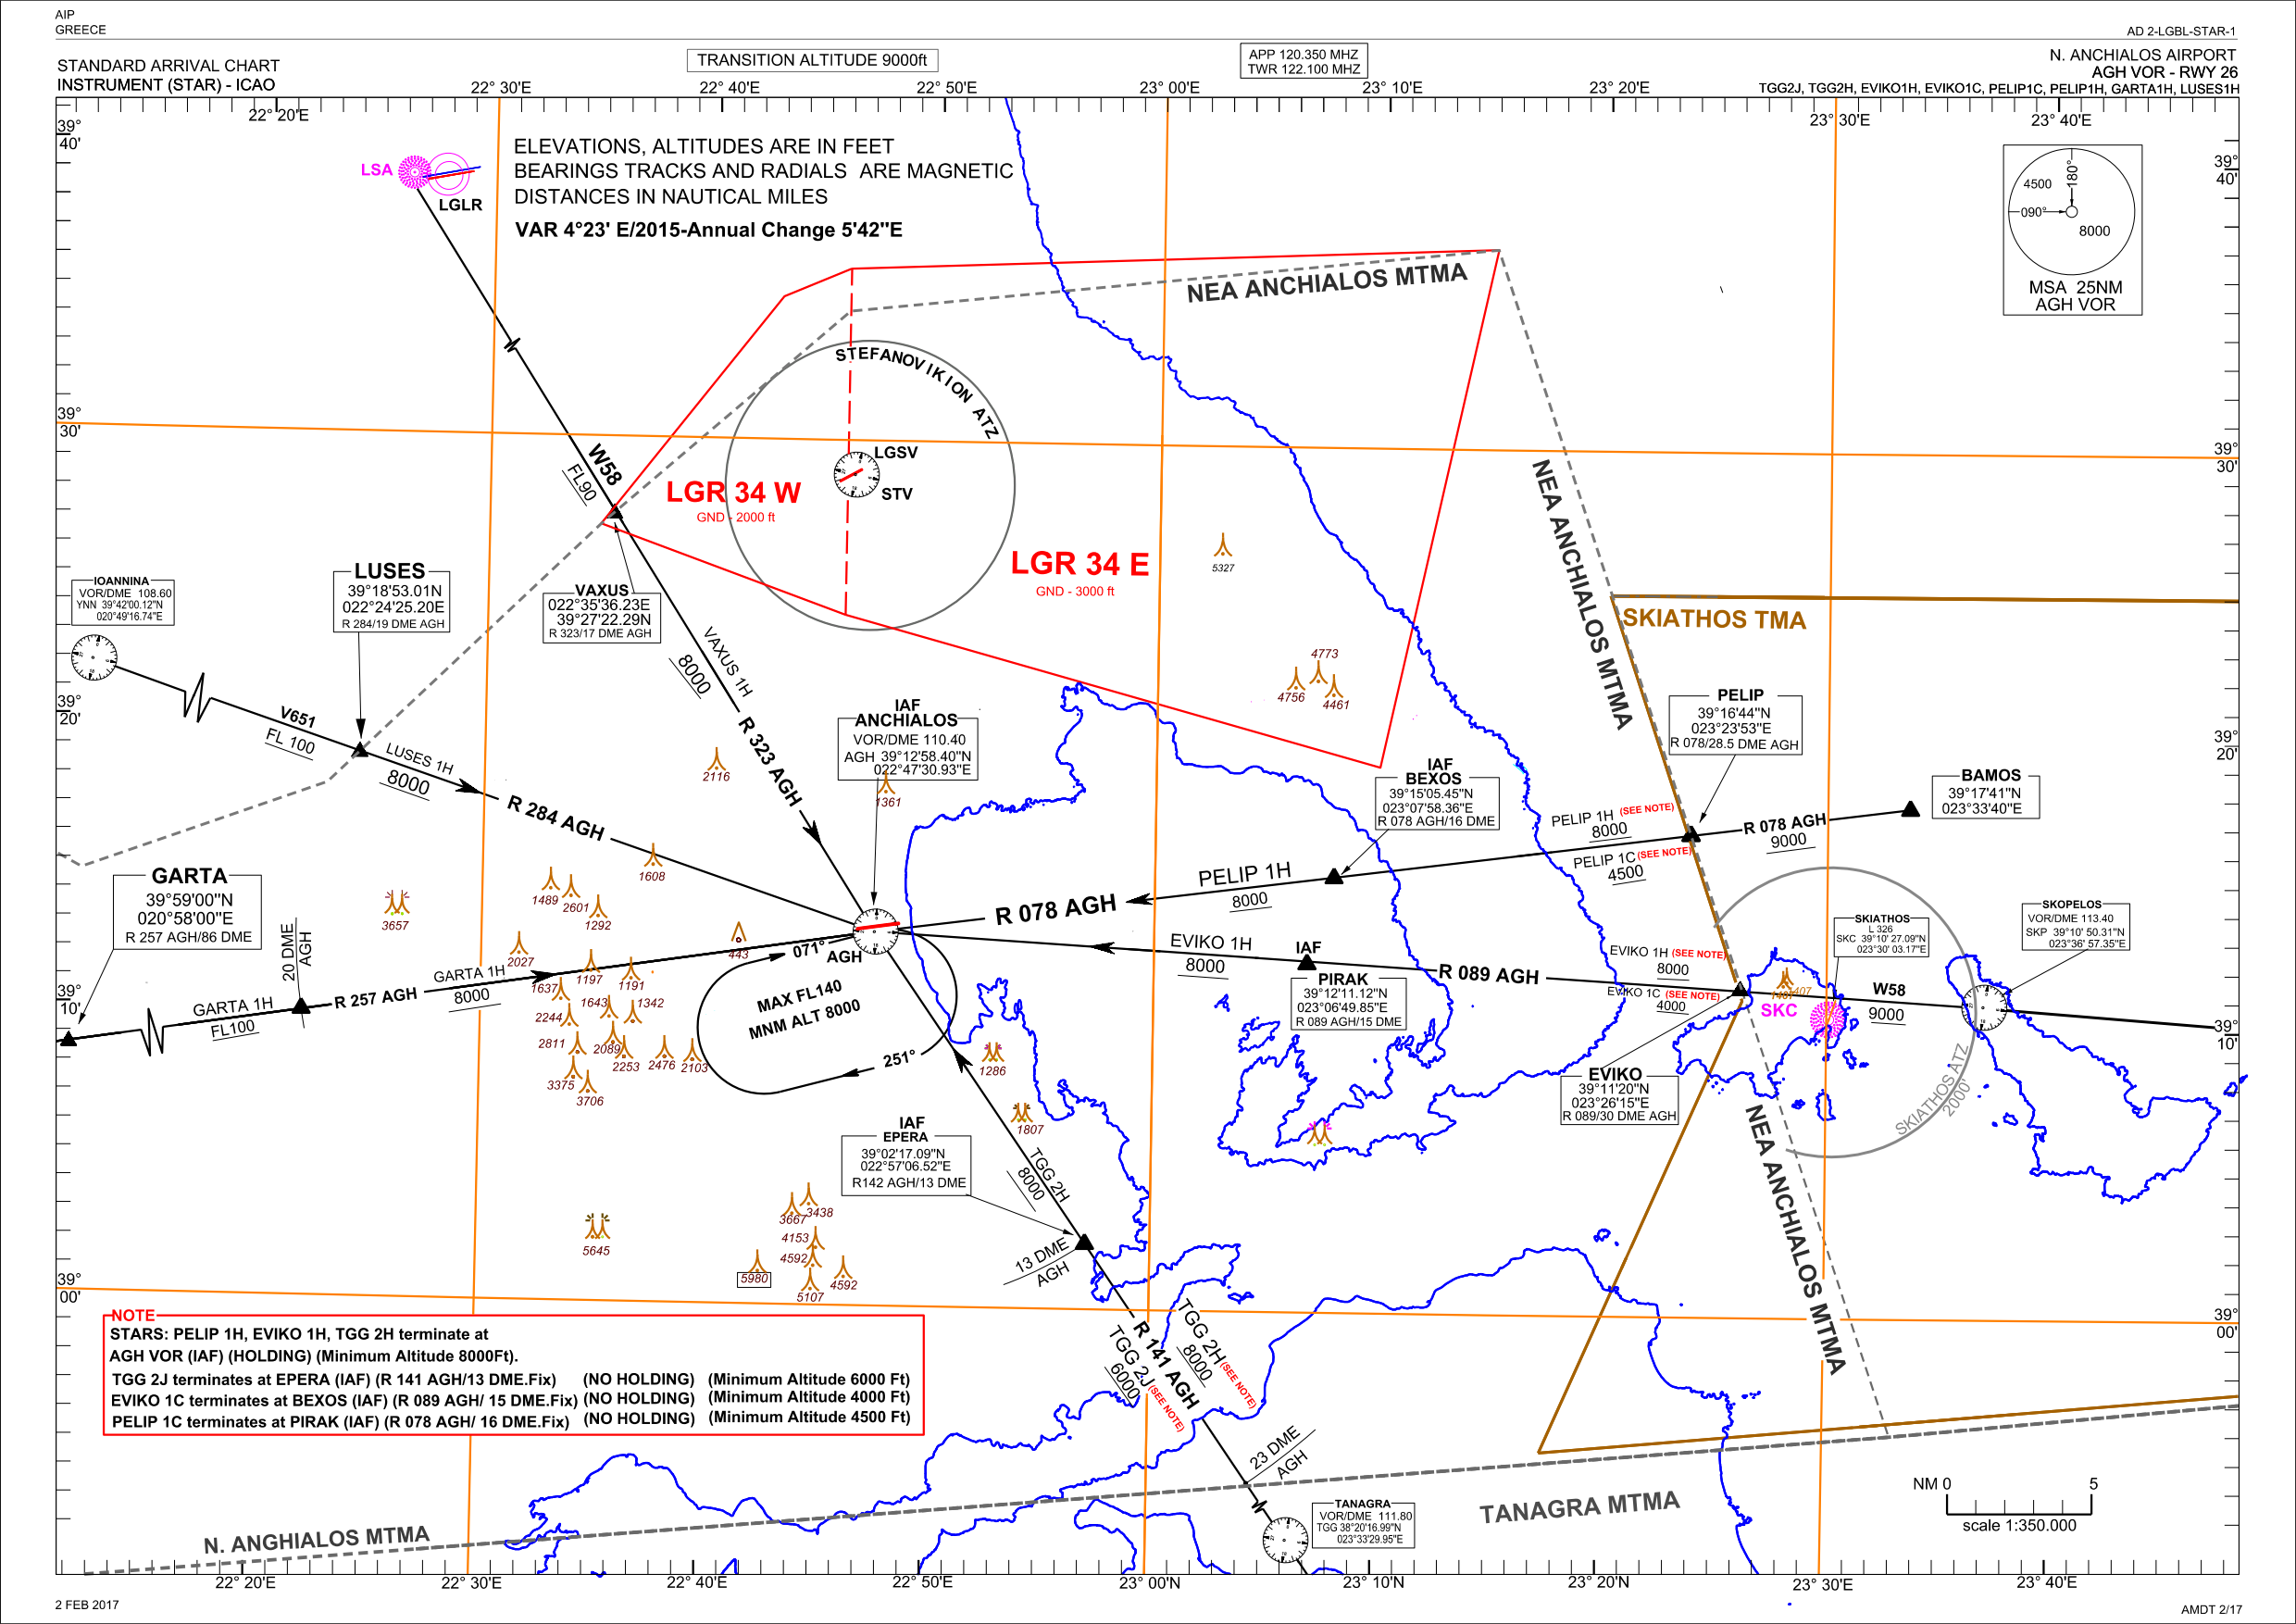 AIP
GREECE
AD 2-LGBL-STAR-1
STANDARD ARRIVAL CHART
INSTRUMENT (STAR) - ICAO
TRANSITION ALTITUDE 9000ft
APP 120.350 MHZ
TWR 122.100 MHZ
N. ANCHIALOS AIRPORT
AGH VOR - RWY 26
TGG2J, TGG2H, EVIKO1H, EVIKO1C, PELIP1C, PELIP1H, GARTA1H, LUSES1H
22° 20'E
22° 30'E
22° 40'E
22° 50'E
23° 00'E
23° 10'E
23° 20'E
23° 30'E
23° 40'E
39°
40'
39°
40'
LSA
LGLR
ELEVATIONS, ALTITUDES ARE IN FEET
BEARINGS TRACKS AND RADIALS ARE MAGNETIC
DISTANCES IN NAUTICAL MILES
VAR 4°23' E/2015-Annual Change 5'42"E
4500
180°
090°
8000
MSA 25NM
AGH VOR
NEA ANCHIALOS MTMA
STEFANOVIKION ATZ
39°
30'
39°
30'
W58
FL90
LGSV
STV
LGR 34 W
GND - 2000 ft
LGR 34 E
GND - 3000 ft
5327
NEA ANCHIALOS MTMA
SKIATHOS TMA
IOANNINA
VOR/DME 108.60
YNN 39°42'00.12"N
020°49'16.74"E
LUSES
39°18'53.01N
022°24'25.20E
R 284/19 DME AGH
VAXUS
022°35'36.23E
39°27'22.29N
R 323/17 DME AGH
VAXUS 1H
8000
4773
4756
4461
39°
20'
39°
20'
V651
FL 100
LUSES 1H
8000
R 284 AGH
R 323 AGH
2116
IAF
ANCHIALOS
VOR/DME 110.40
AGH 39°12'58.40"N
022°47'30.93"E
1361
PELIP
39°16'44"N
023°23'53"E
R 078/28.5 DME AGH
IAF
BEXOS
39°15'05.45"N
023°07'58.36"E
R 078 AGH/16 DME
BAMOS
39°17'41"N
023°33'40"E
PELIP 1H (SEE NOTE)
8000
PELIP 1C (SEE NOTE)
4500
R 078 AGH
9000
GARTA
39°59'00"N
020°58'00"E
R 257 AGH/86 DME
20 DME
AGH
3657
1608
1489
2601
1292
2027
443
PELIP 1H
8000
R 078 AGH
071°
AGH
EVIKO 1H
8000
IAF
PIRAK
39°12'11.12"N
023°06'49.85"E
R 089 AGH/15 DME
R 089 AGH
EVIKO 1H (SEE NOTE)
8000
EVIKO 1C (SEE NOTE)
4000
SKIATHOS
L 326
SKC 39°10' 27.09"N
023°30' 03.17"E
SKOPELOS
VOR/DME 113.40
SKP 39°10' 50.31"N
023°36' 57.35"E
SKC
W58
9000
39°
10'
39°
10'
GARTA 1H
FL100
R 257 AGH
GARTA 1H
8000
1197
1191
1637
1643
1342
2244
2811
2089
2253
2476
2103
3375
3706
MAX FL140
MNM ALT 8000
251°
1286
1807
EVIKO
39°11'20"N
023°26'15"E
R 089/30 DME AGH
SKIATHOS ATZ
2000'
IAF
EPERA
39°02'17.09"N
022°57'06.52"E
R142 AGH/13 DME
TGG 2H
8000
13 DME
AGH
5645
3667
3438
4153
4592
4592
5980
5107
NEA ANCHIALOS MTMA
39°
00'
39°
00'
NOTE
STARS: PELIP 1H, EVIKO 1H, TGG 2H terminate at
AGH VOR (IAF) (HOLDING) (Minimum Altitude 8000Ft).
TGG 2J terminates at EPERA (IAF) (R 141 AGH/13 DME.Fix) (NO HOLDING) (Minimum Altitude 6000 Ft)
EVIKO 1C terminates at BEXOS (IAF) (R 089 AGH/ 15 DME.Fix) (NO HOLDING) (Minimum Altitude 4000 Ft)
PELIP 1C terminates at PIRAK (IAF) (R 078 AGH/ 16 DME.Fix) (NO HOLDING) (Minimum Altitude 4500 Ft)
TGG 2H (SEE NOTE)
8000
R 141 AGH
TGG 2J (SEE NOTE)
6000
23 DME
AGH
TANAGRA
VOR/DME 111.80
TGG 38°20'16.99"N
023°33'29.95"E
TANAGRA MTMA
N. ANGHIALOS MTMA
NM 0 5
scale 1:350.000
22° 20'E
22° 30'E
22° 40'E
22° 50'E
23° 00'N
23° 10'N
23° 20'N
23° 30'E
23° 40'E
2 FEB 2017
AMDT 2/17